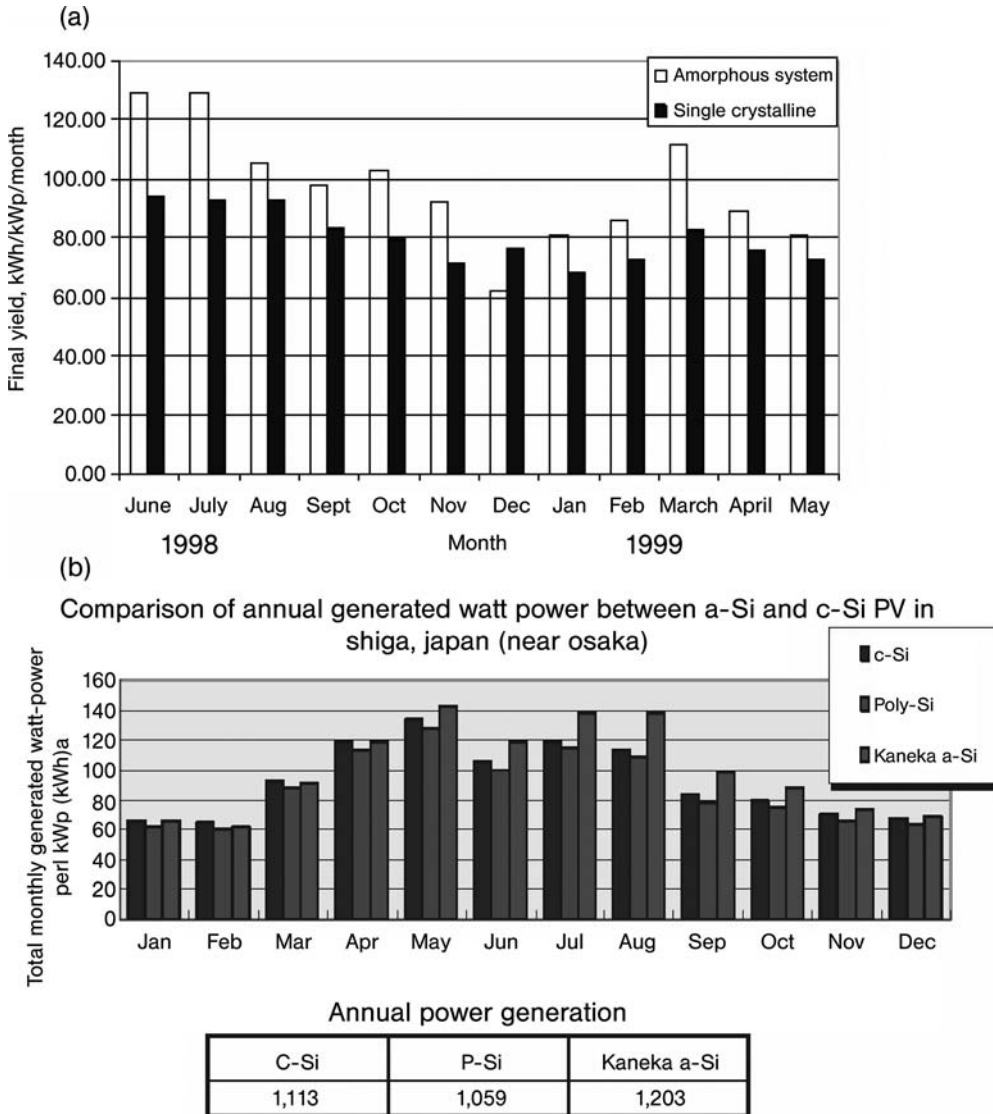 (a)
140.00
120.00
100.00
80.00
60.00
40.00
20.00
0.00
Final yield, kWh/kWp/month
Amorphous system
Single crystalline
June July Aug Sept Oct Nov Dec Jan Feb March April May
1998 Month 1999
(b)
Comparison of annual generated watt power between a-Si and c-Si PV in
shiga, japan (near osaka)
c-Si
Poly-Si
Kaneka a-Si
Total monthly generated watt-power
perl kWp (kWh)a
160
140
120
100
80
60
40
20
0
Jan Feb Mar Apr May Jun Jul Aug Sep Oct Nov Dec
Annual power generation
C-Si P-Si Kaneka a-Si
1,113 1,059 1,203